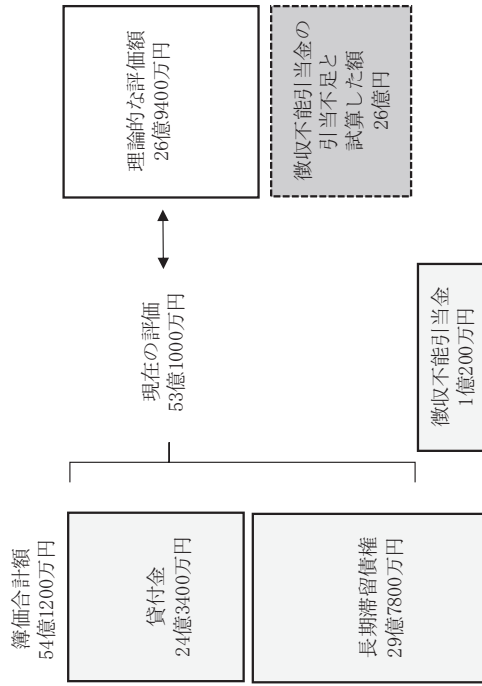 簿価合計額
54億1200万円
貸付金
24億3400万円
長期滞留債権
29億7800万円
現在の評価
53億1000万円
徴収不能引当金
1億200万円
理論的な評価額
26億9400万円
徴収不能引当金の
引当不足と
試算した額
26億円